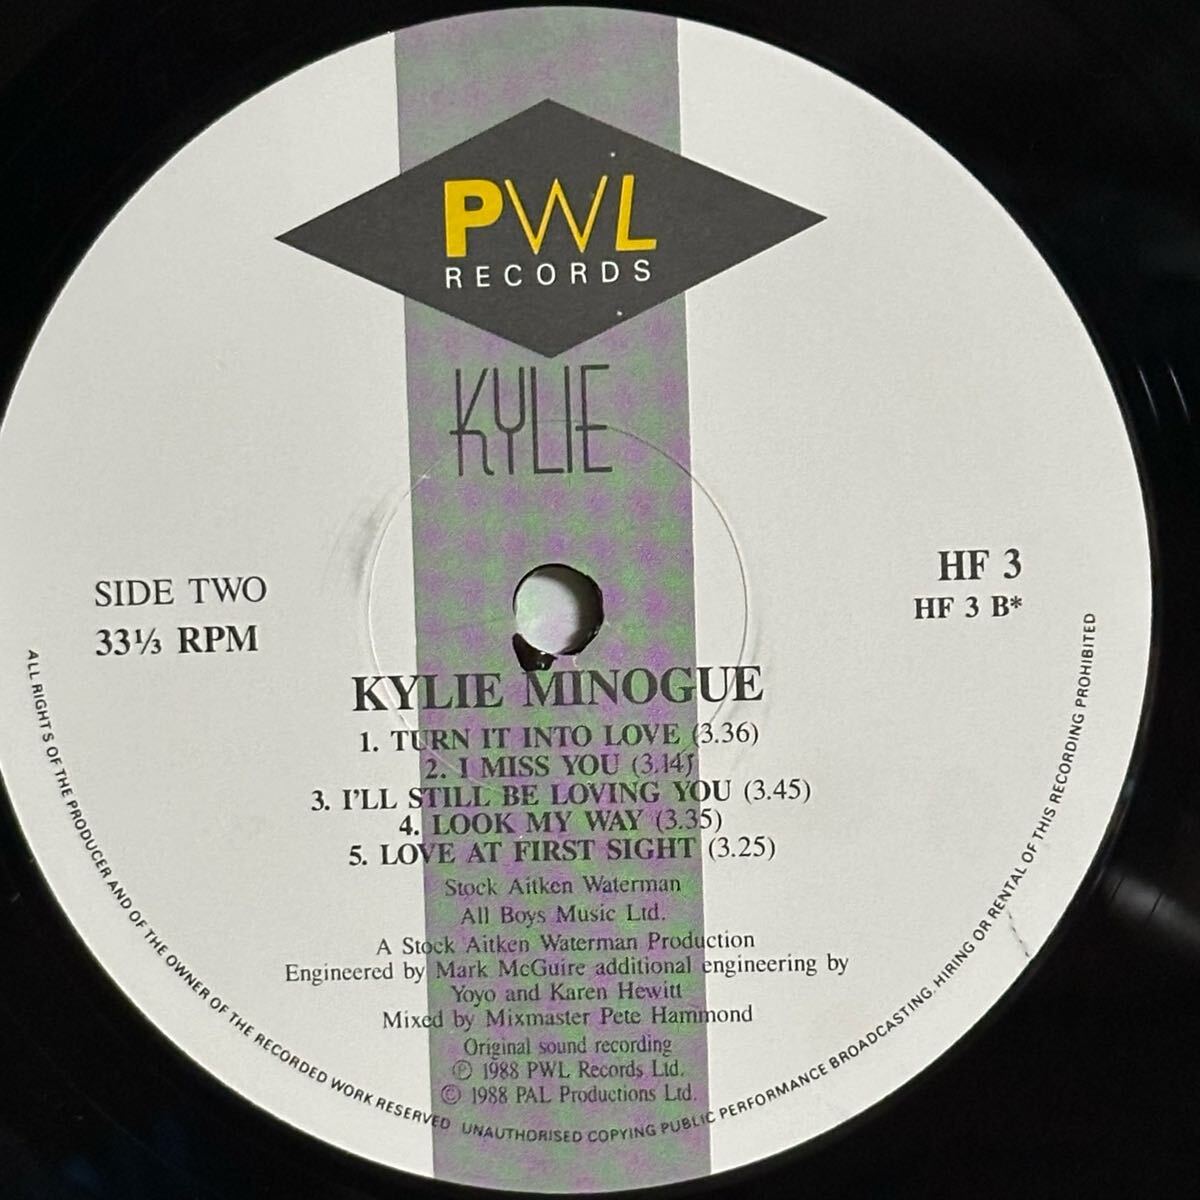 PWL
RECORDS
KYLIE
SIDE TWO
33⅓ RPM
HF 3
HF 3 B*
KYLIE MINOGUE
1. TURN IT INTO LOVE (3.36)
2. I MISS YOU (3.14)
3. I'LL STILL BE LOVING YOU (3.45)
4. LOOK MY WAY (3.35)
5. LOVE AT FIRST SIGHT (3.25)
Stock Aitken Waterman
All Boys Music Ltd.
A Stock Aitken Waterman Production
Engineered by Mark McGuire additional engineering by
Yoyo and Karen Hewitt
Mixed by Mixmaster Pete Hammond
Original sound recording
Ⓟ 1988 PWL Records Ltd.
© 1988 PAL Productions Ltd.
ALL RIGHTS OF THE PRODUCER AND OF THE OWNER OF THE RECORDED WORK RESERVED UNAUTHORISED COPYING PUBLIC PERFORMANCE BROADCASTING, HIRING OR RENTAL OF THIS RECORDING PROHIBITED